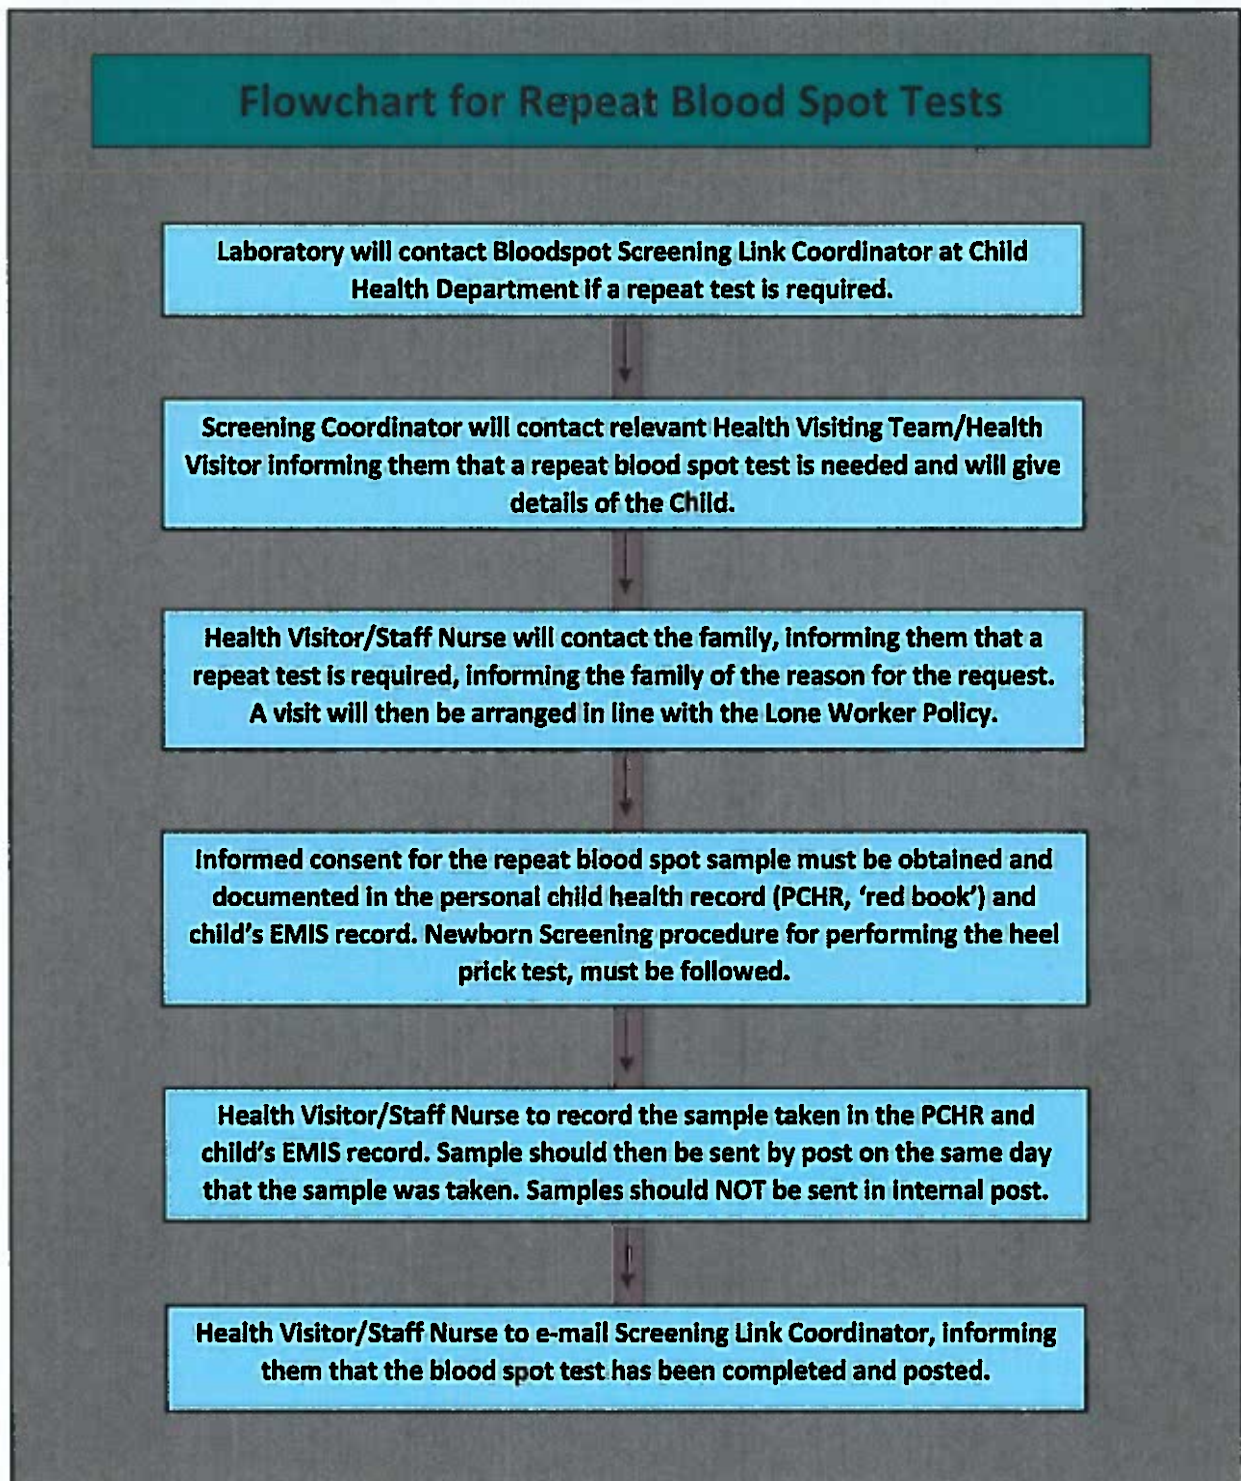 Flowchart for Repeat Blood Spot Tests
Laboratory will contact Bloodspot Screening Link Coordinator at Child
Health Department if a repeat test is required.
Screening Coordinator will contact relevant Health Visiting Team/Health
Visitor informing them that a repeat blood spot test is needed and will give
details of the Child.
Health Visitor/Staff Nurse will contact the family, informing them that a
repeat test is required, informing the family of the reason for the request.
A visit will then be arranged in line with the Lone Worker Policy.
Informed consent for the repeat blood spot sample must be obtained and
documented in the personal child health record (PCHR, ‘red book’) and
child’s EMIS record. Newborn Screening procedure for performing the heel
prick test, must be followed.
Health Visitor/Staff Nurse to record the sample taken in the PCHR and
child’s EMIS record. Sample should then be sent by post on the same day
that the sample was taken. Samples should NOT be sent in internal post.
Health Visitor/Staff Nurse to e-mail Screening Link Coordinator, informing
them that the blood spot test has been completed and posted.